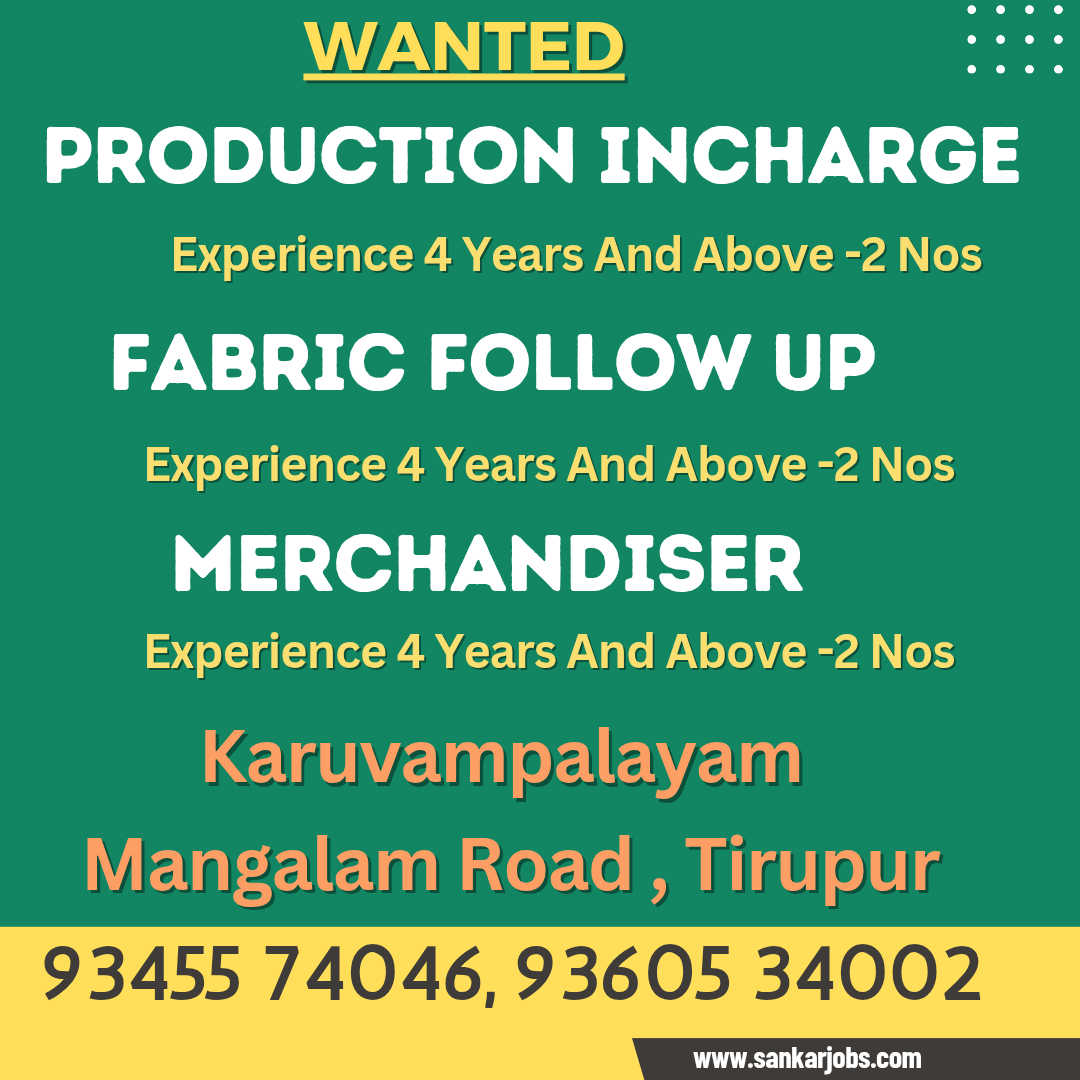 WANTED
PRODUCTION INCHARGE
Experience 4 Years And Above -2 Nos
FABRIC FOLLOW UP
Experience 4 Years And Above -2 Nos
MERCHANDISER
Experience 4 Years And Above -2 Nos
Karuvampalayam
Mangalam Road , Tirupur
93455 74046, 93605 34002
www.sankarjobs.com